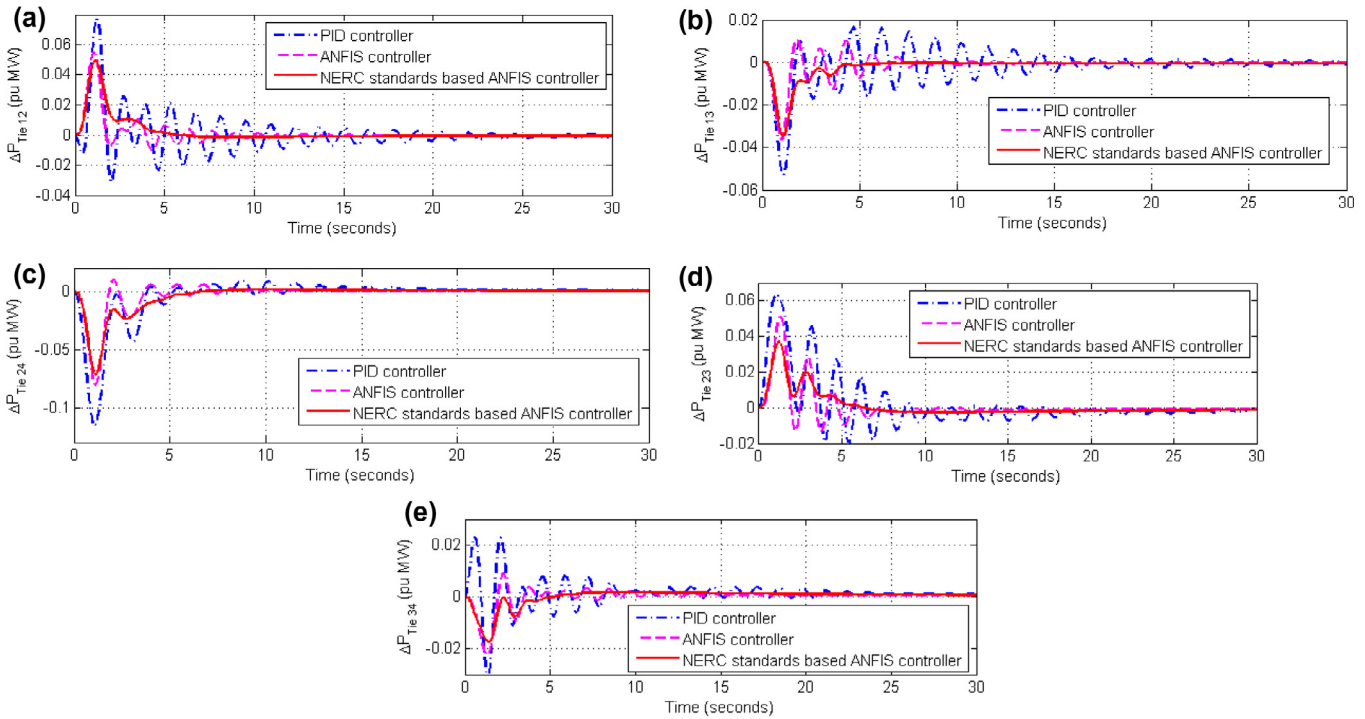 (a)
0.06
0.04
0.02
0
-0.02
-0.04
ΔP_Tie 12 (pu MW)
PID controller
ANFIS controller
NERC standards based ANFIS controller
0 5 10 15 20 25 30
Time (seconds)
(b)
0.02
0
-0.02
-0.04
-0.06
ΔP_Tie 13 (pu MW)
PID controller
ANFIS controller
NERC standards based ANFIS controller
0 5 10 15 20 25 30
Time (seconds)
(c)
0
-0.05
-0.1
ΔP_Tie 24 (pu MW)
PID controller
ANFIS controller
NERC standards based ANFIS controller
0 5 10 15 20 25 30
Time (seconds)
(d)
0.06
0.04
0.02
0
0.02
ΔP_Tie 23 (pu MW)
PID controller
ANFIS controller
NERC standards based ANFIS controller
0 5 10 15 20 25 30
Time (seconds)
(e)
0.02
0
-0.02
ΔP_Tie 34 (pu MW)
PID controller
ANFIS controller
NERC standards based ANFIS controller
0 5 10 15 20 25 30
Time (seconds)